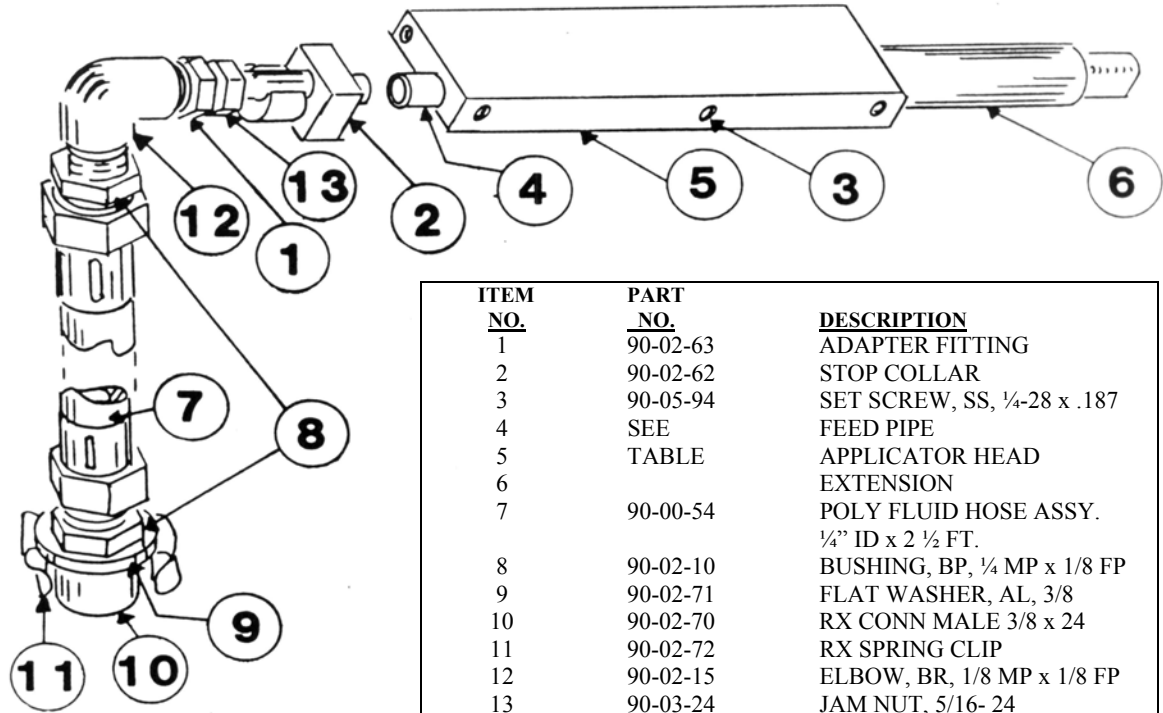 13
12
1
2
4
5
3
6
7
8
9
11
10
ITEM PART
NO. NO. DESCRIPTION
1 90-02-63 ADAPTER FITTING
2 90-02-62 STOP COLLAR
3 90-05-94 SET SCREW, SS, ¼-28 x .187
4 SEE FEED PIPE
5 TABLE APPLICATOR HEAD
6 EXTENSION
7 90-00-54 POLY FLUID HOSE ASSY.
¼” ID x 2 ½ FT.
8 90-02-10 BUSHING, BP, ¼ MP x 1/8 FP
9 90-02-71 FLAT WASHER, AL, 3/8
10 90-02-70 RX CONN MALE 3/8 x 24
11 90-02-72 RX SPRING CLIP
12 90-02-15 ELBOW, BR, 1/8 MP x 1/8 FP
13 90-03-24 JAM NUT, 5/16- 24